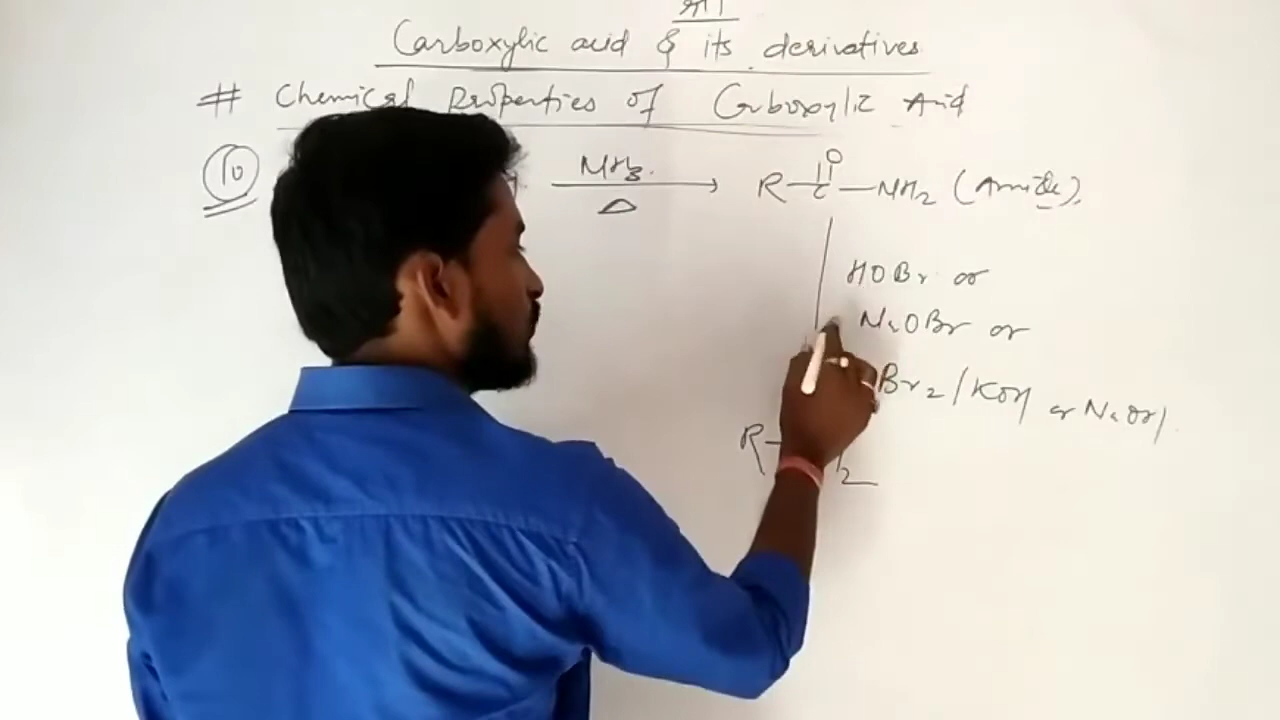 श्री
Carboxylic acid & its derivatives
# Chemical Properties of Carboxylic Acid
10 NH3 R-C-NH2 (Amide).
O
Δ
HOBr or
NaOBr or
Br2/KOH or NaOH.
R 2